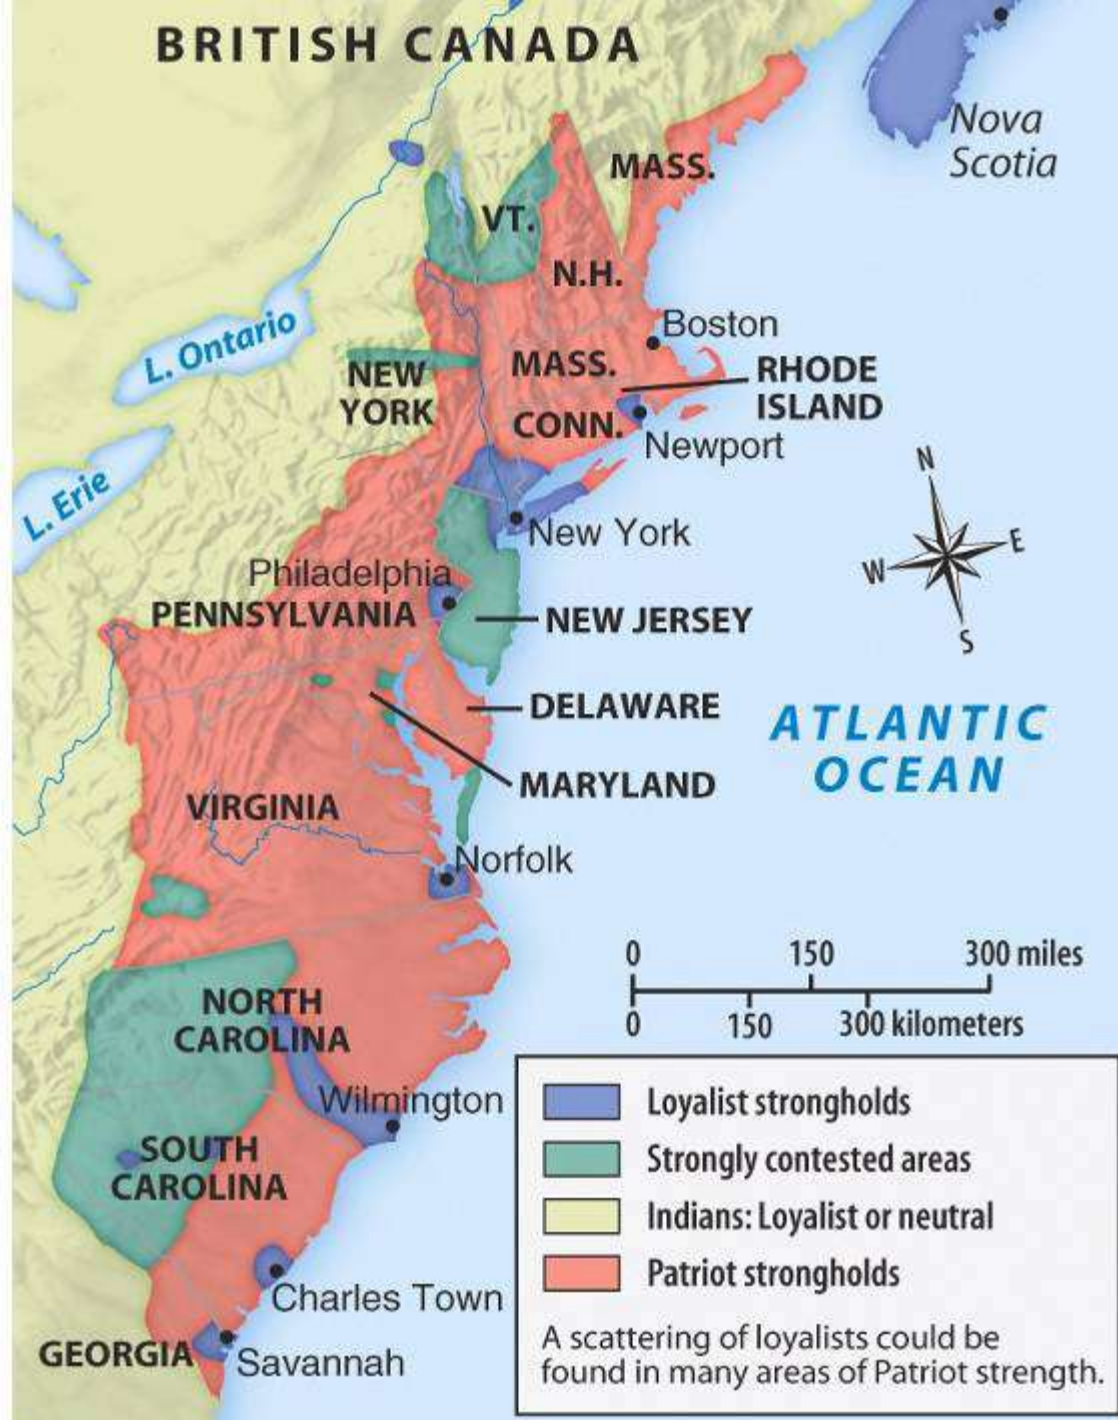 BRITISH CANADA
Nova
Scotia
MASS.
VT.
N.H.
Boston
L. Ontario
MASS.
RHODE
ISLAND
NEW
YORK
CONN.
Newport
L. Erie
N
E
W
S
New York
Philadelphia
PENNSYLVANIA
NEW JERSEY
DELAWARE
ATLANTIC
OCEAN
MARYLAND
VIRGINIA
Norfolk
0 150 300 miles
0 150 300 kilometers
NORTH
CAROLINA
Wilmington
SOUTH
CAROLINA
Charles Town
GEORGIA
Savannah
Loyalist strongholds
Strongly contested areas
Indians: Loyalist or neutral
Patriot strongholds
A scattering of loyalists could be
found in many areas of Patriot strength.